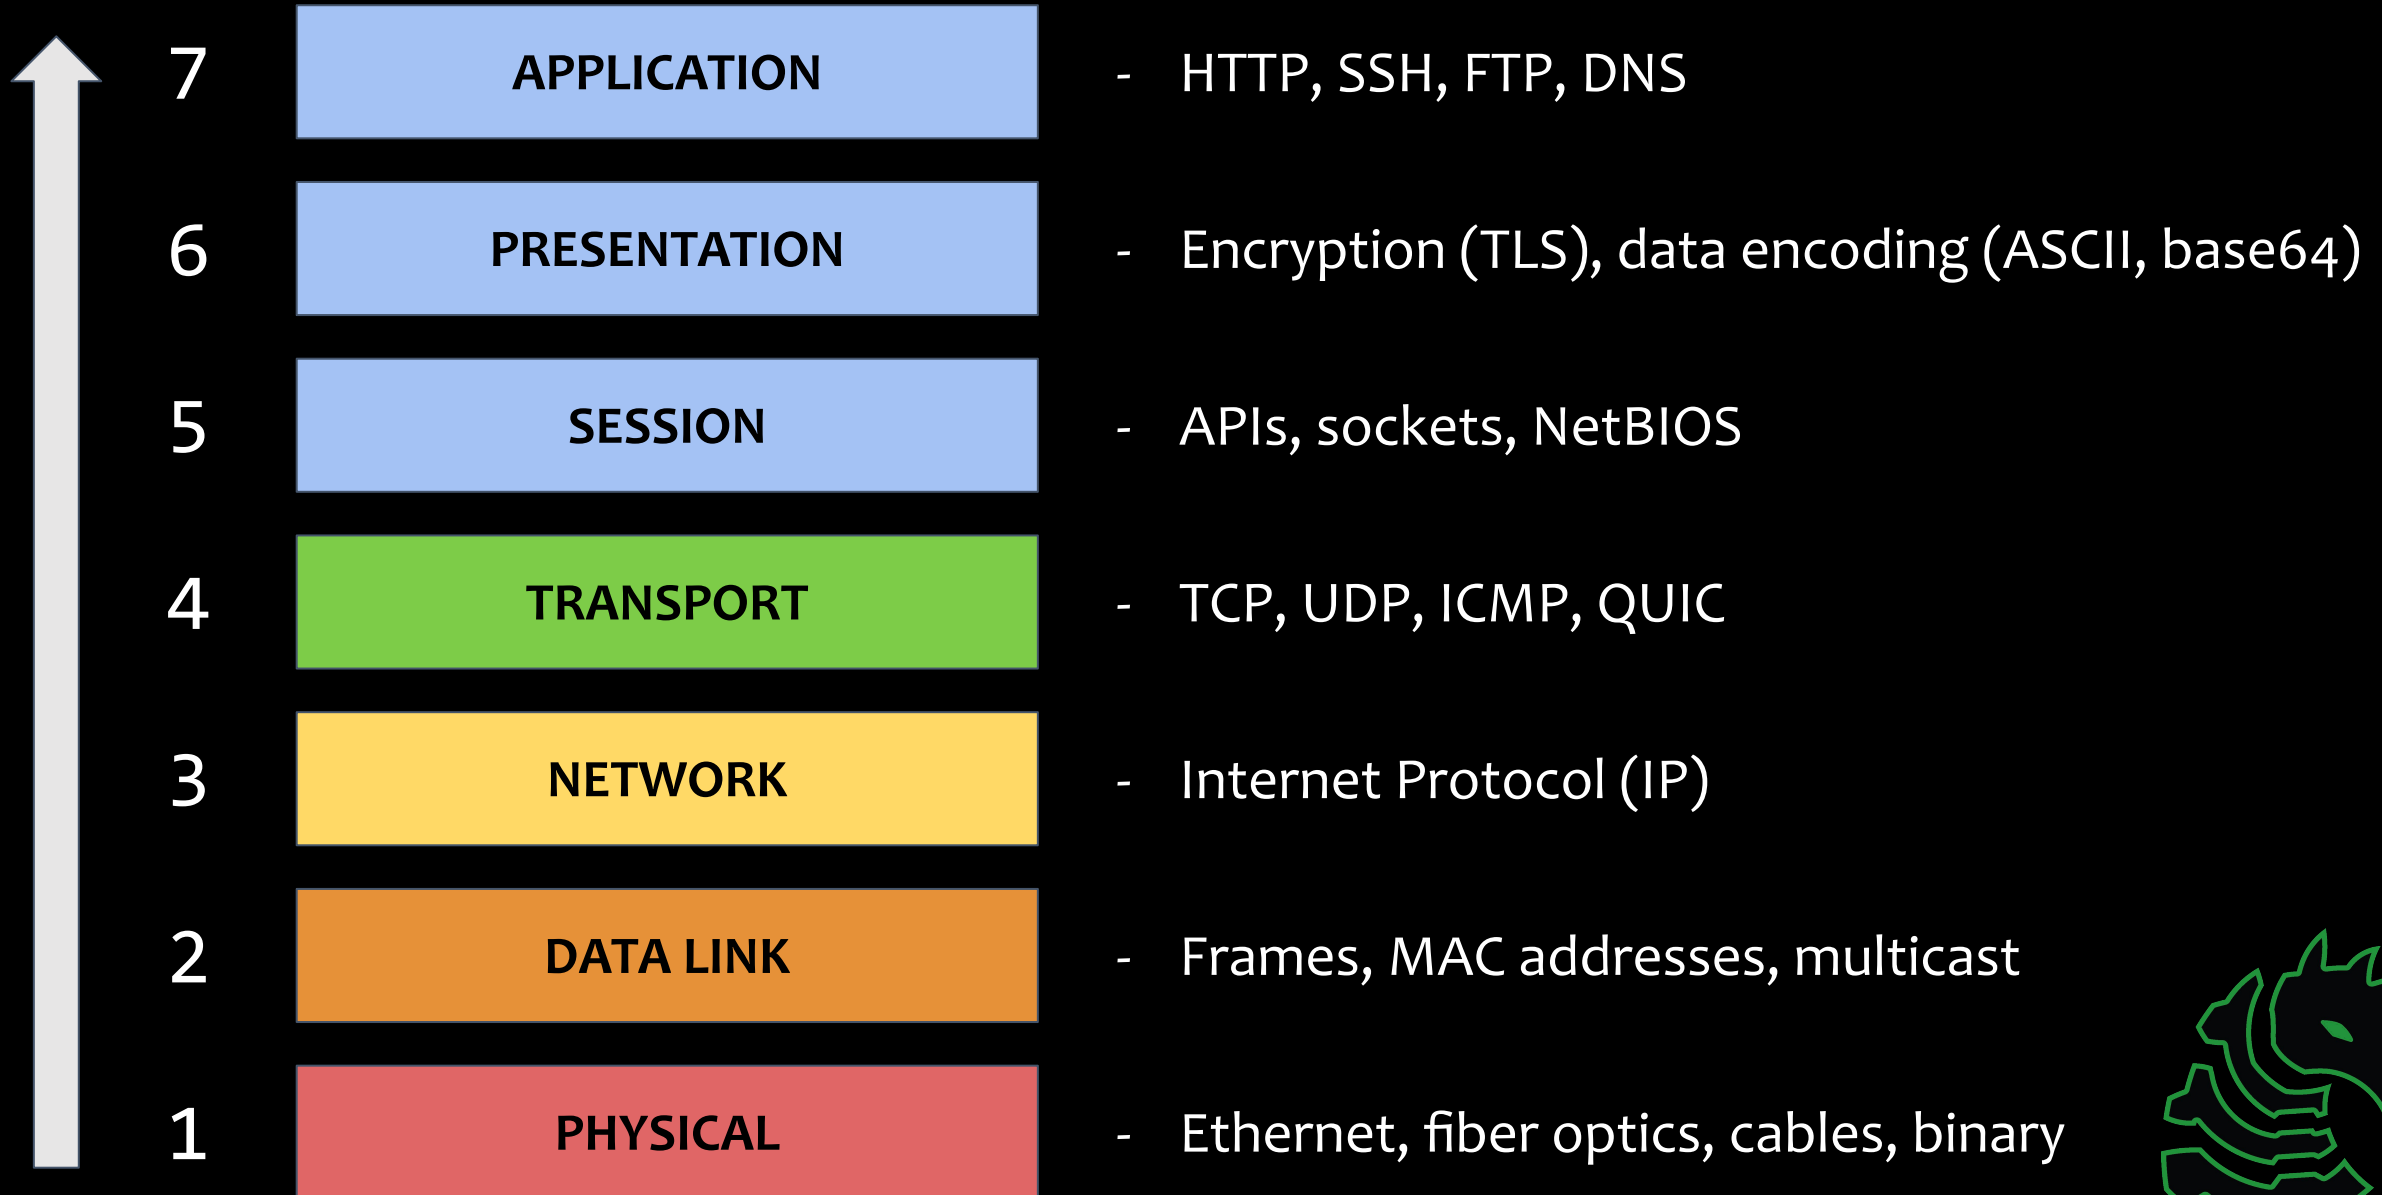 7 APPLICATION - HTTP, SSH, FTP, DNS
6 PRESENTATION - Encryption (TLS), data encoding (ASCII, base64)
5 SESSION - APIs, sockets, NetBIOS
4 TRANSPORT - TCP, UDP, ICMP, QUIC
3 NETWORK - Internet Protocol (IP)
2 DATA LINK - Frames, MAC addresses, multicast
1 PHYSICAL - Ethernet, fiber optics, cables, binary